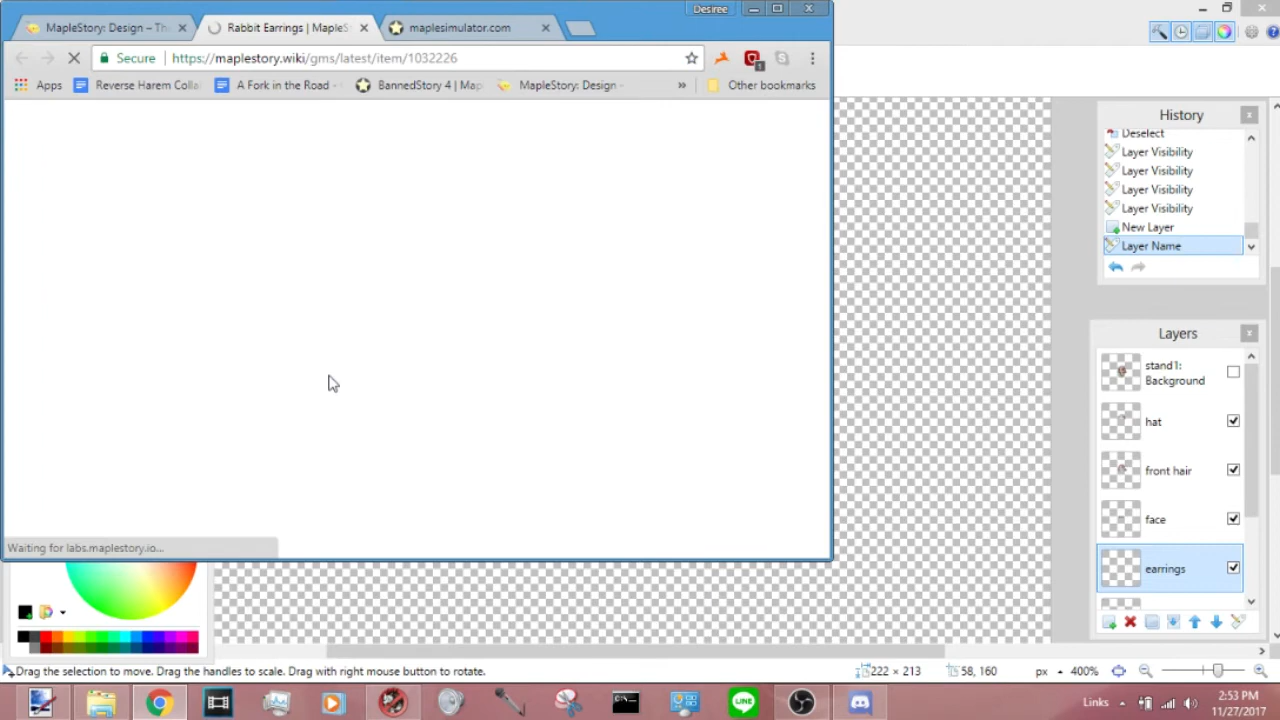 Desiree
MapleStory: Design – Th
Rabbit Earrings | MapleS
maplesimulator.com
Secure
https://maplestory.wiki/gms/latest/item/1032226
1
Apps
Reverse Harem Colla
A Fork in the Road -
BannedStory 4 | Map
MapleStory: Design -
»
Other bookmarks
History
Deselect
Layer Visibility
Layer Visibility
Layer Visibility
Layer Visibility
New Layer
Layer Name
Layers
stand1:
Background
hat
front hair
face
earrings
Waiting for labs.maplestory.io...
Drag the selection to move. Drag the handles to scale. Drag with right mouse button to rotate.
222 × 213
58, 160
px
400%
LINE
Links
2:53 PM
11/27/2017